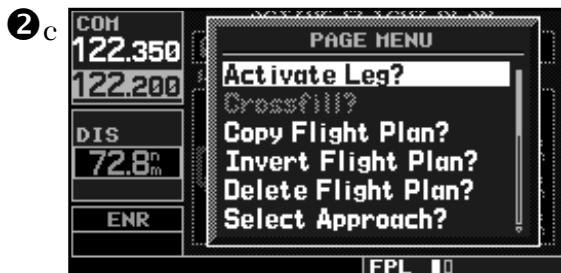 ❷c
COM
122.350
122.200
DIS
72.8nm
ENR
PAGE MENU
Activate Leg?
Crossfill?
Copy Flight Plan?
Invert Flight Plan?
Delete Flight Plan?
Select Approach?
FPL